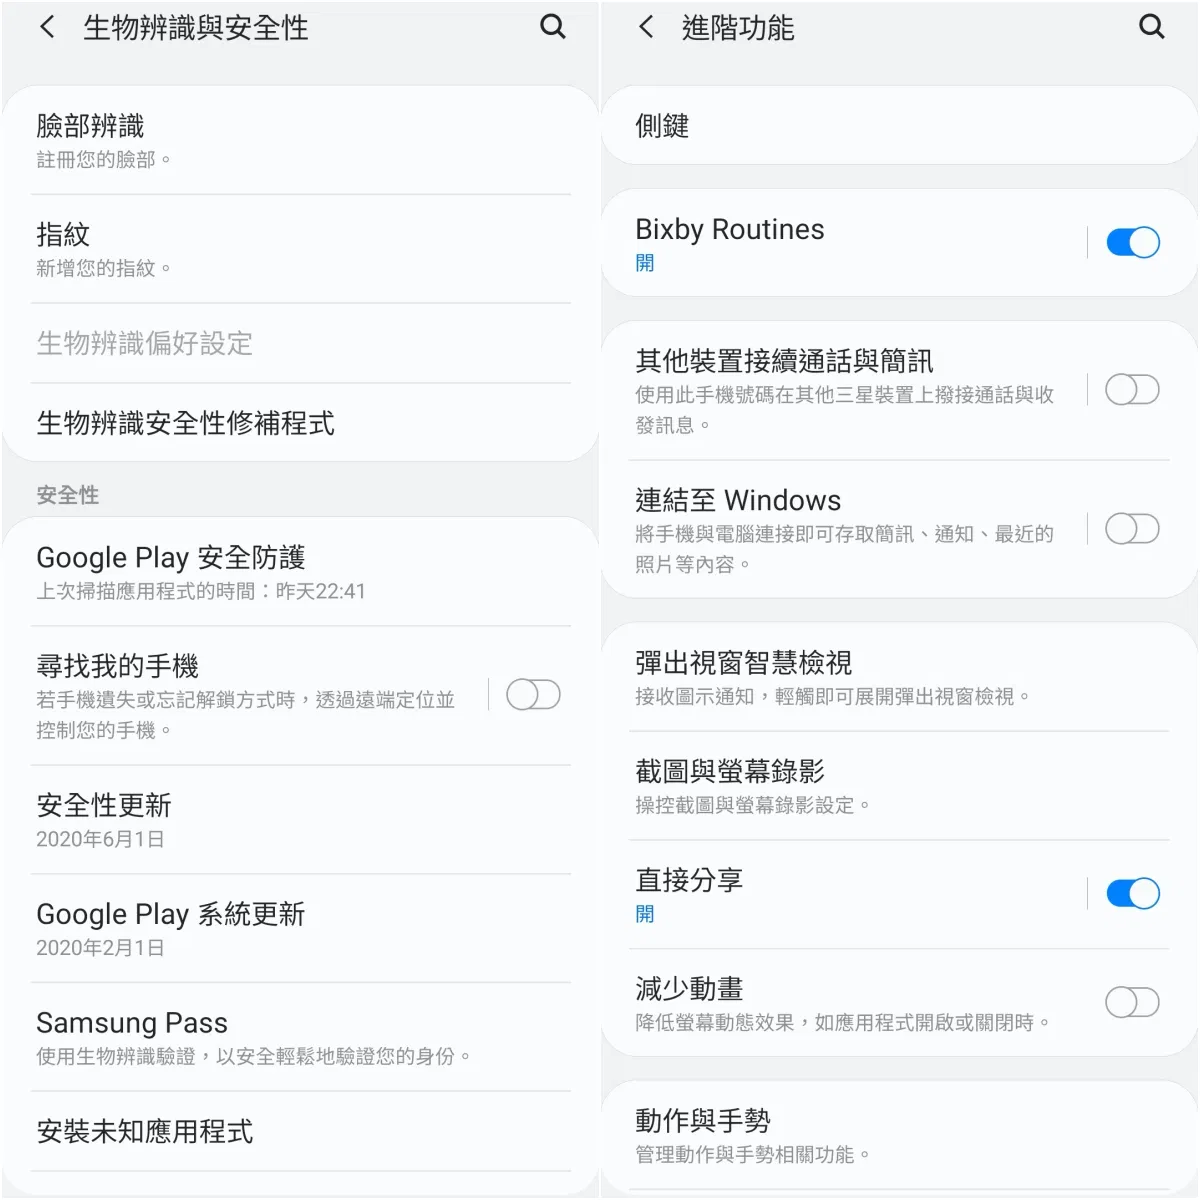 生物辨識與安全性
臉部辨識
註冊您的臉部。
指紋
新增您的指紋。
生物辨識偏好設定
生物辨識安全性修補程式
安全性
Google Play 安全防護
上次掃描應用程式的時間：昨天22:41
尋找我的手機
若手機遺失或忘記解鎖方式時，透過遠端定位並
控制您的手機。
安全性更新
2020年6月1日
Google Play 系統更新
2020年2月1日
Samsung Pass
使用生物辨識驗證，以安全輕鬆地驗證您的身份。
安裝未知應用程式
進階功能
側鍵
Bixby Routines
開
其他裝置接續通話與簡訊
使用此手機號碼在其他三星裝置上撥接通話與收
發訊息。
連結至 Windows
將手機與電腦連接即可存取簡訊、通知、最近的
照片等內容。
彈出視窗智慧檢視
接收圖示通知，輕觸即可展開彈出視窗檢視。
截圖與螢幕錄影
操控截圖與螢幕錄影設定。
直接分享
開
減少動畫
降低螢幕動態效果，如應用程式開啟或關閉時。
動作與手勢
管理動作與手勢相關功能。